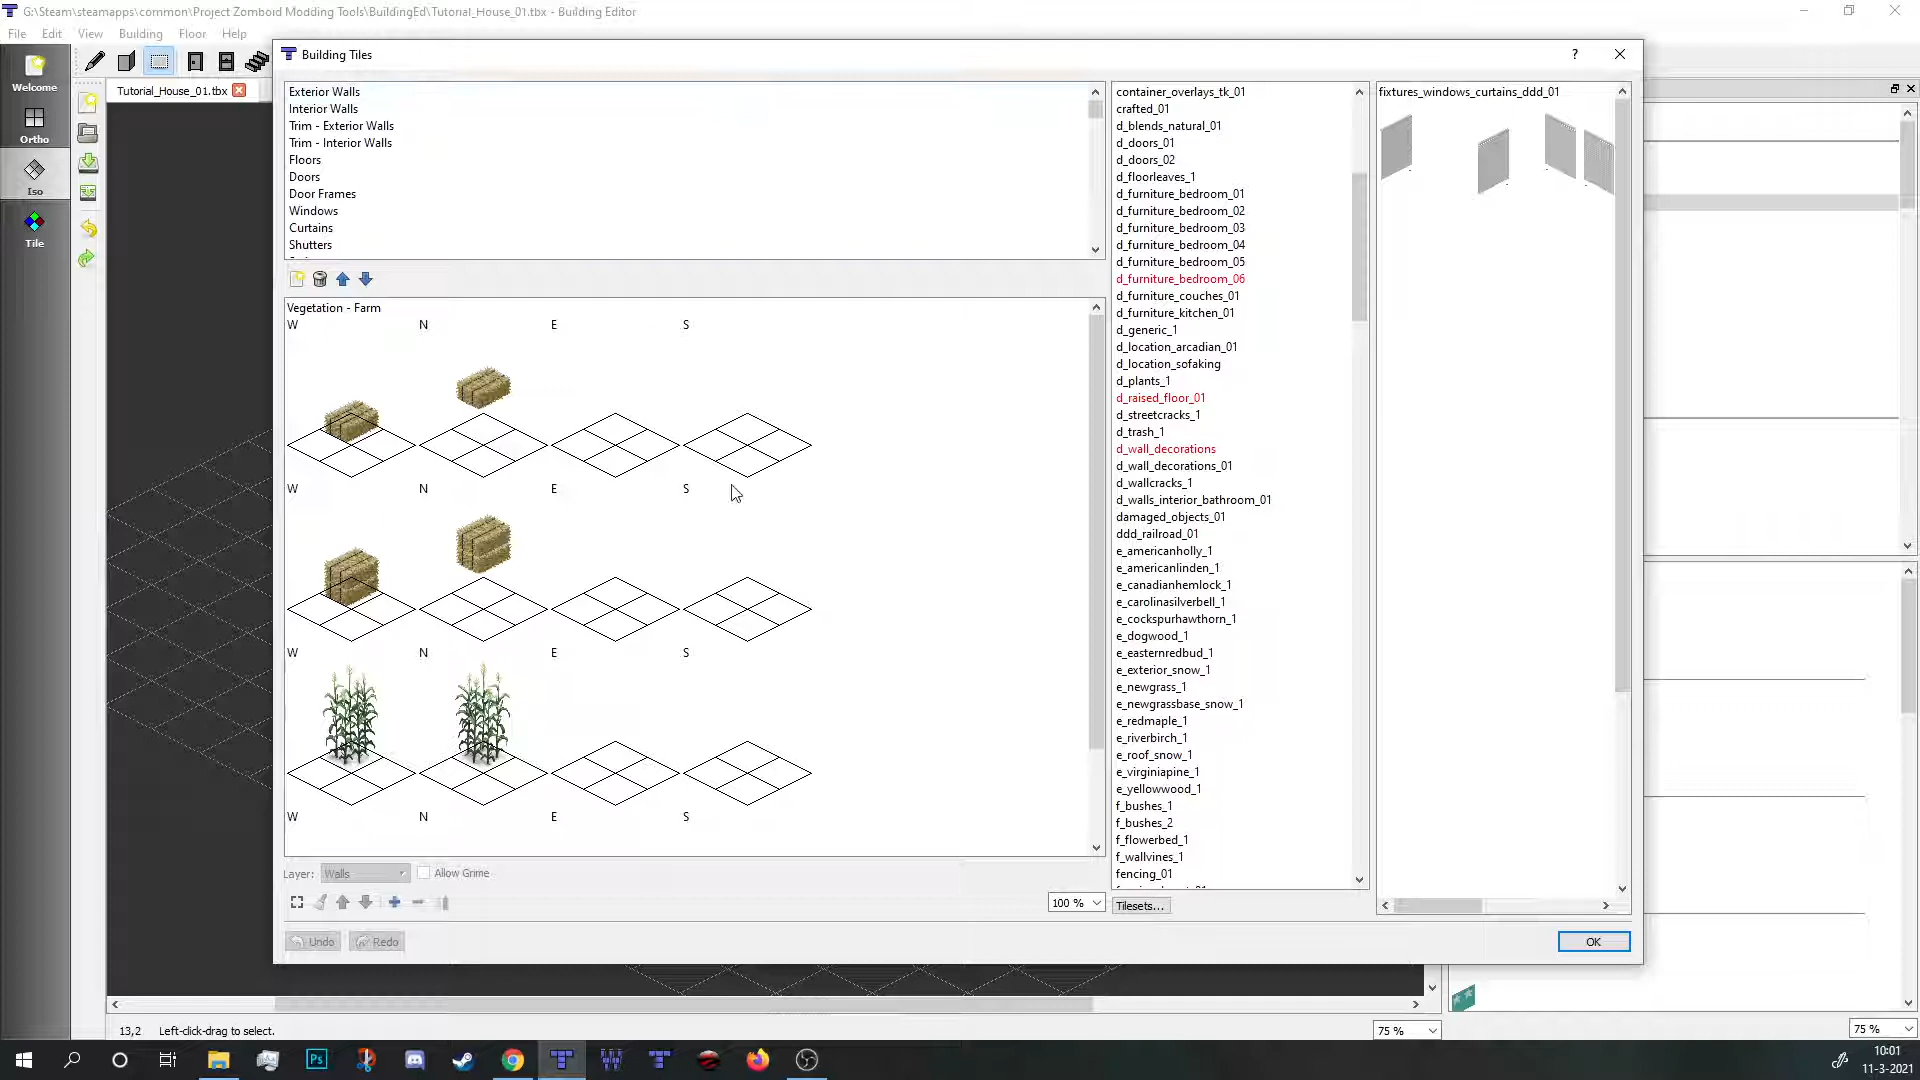 G:\Steam\steamapps\common\Project Zomboid Modding Tools\BuildingEd\Tutorial_House_01.tbx - Building Editor
File Edit View Building Floor Help
Welcome
Ortho
Iso
Tile
Tutorial_House_01.tbx
Building Tiles
?
Exterior Walls
Interior Walls
Trim - Exterior Walls
Trim - Interior Walls
Floors
Doors
Door Frames
Windows
Curtains
Shutters
Vegetation - Farm
W N E S
W N E S
W N E S
W N E S
Layer: Walls Allow Grime
100 %
Undo Redo
container_overlays_tk_01
crafted_01
d_blends_natural_01
d_doors_01
d_doors_02
d_floorleaves_1
d_furniture_bedroom_01
d_furniture_bedroom_02
d_furniture_bedroom_03
d_furniture_bedroom_04
d_furniture_bedroom_05
d_furniture_bedroom_06
d_furniture_couches_01
d_furniture_kitchen_01
d_generic_1
d_location_arcadian_01
d_location_sofaking
d_plants_1
d_raised_floor_01
d_streetcracks_1
d_trash_1
d_wall_decorations
d_wall_decorations_01
d_wallcracks_1
d_walls_interior_bathroom_01
damaged_objects_01
ddd_railroad_01
e_americanholly_1
e_americanlinden_1
e_canadianhemlock_1
e_carolinasilverbell_1
e_cockspurhawthorn_1
e_dogwood_1
e_easternredbud_1
e_exterior_snow_1
e_newgrass_1
e_newgrassbase_snow_1
e_redmaple_1
e_riverbirch_1
e_roof_snow_1
e_virginiapine_1
e_yellowwood_1
f_bushes_1
f_bushes_2
f_flowerbed_1
f_wallvines_1
fencing_01
Tilesets...
fixtures_windows_curtains_ddd_01
OK
13,2 Left-click-drag to select.
75 %
75 %
Ps
10:01
11-3-2021